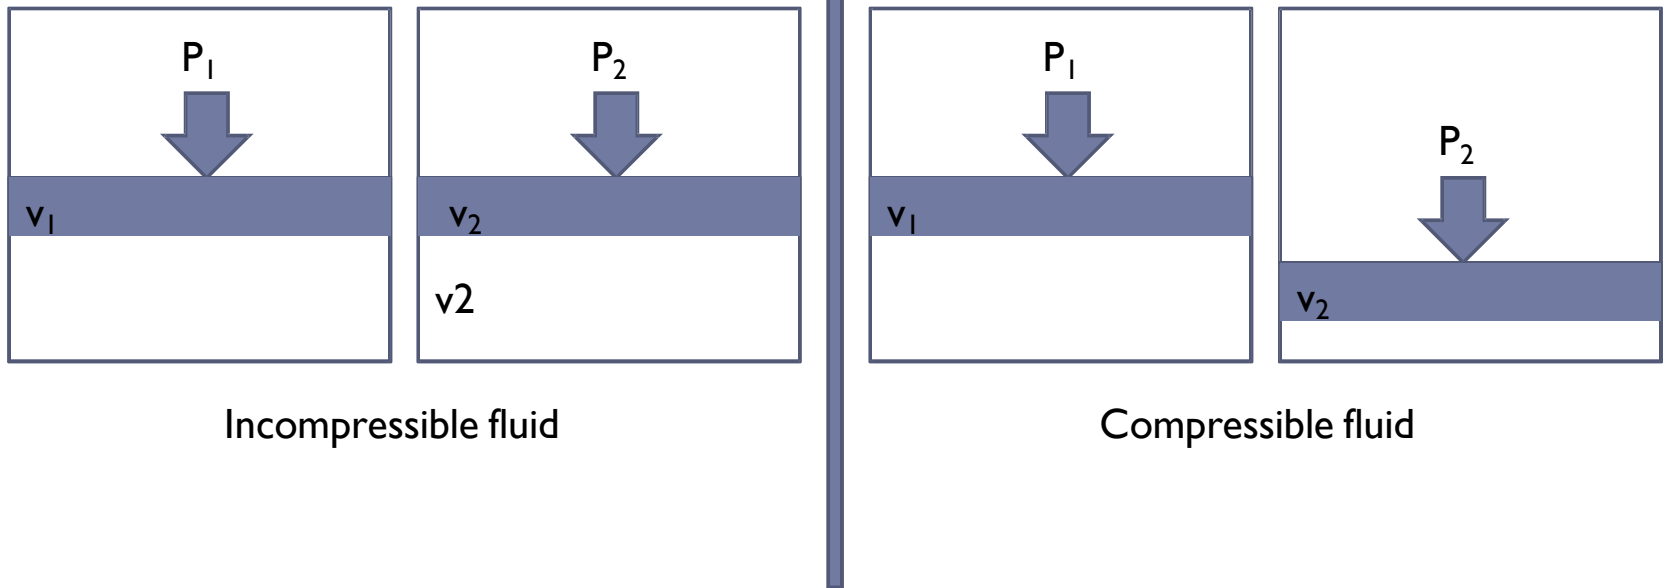 P₁
P₂
v₁
v₂
v2
Incompressible fluid
P₁
P₂
v₁
v₂
Compressible fluid